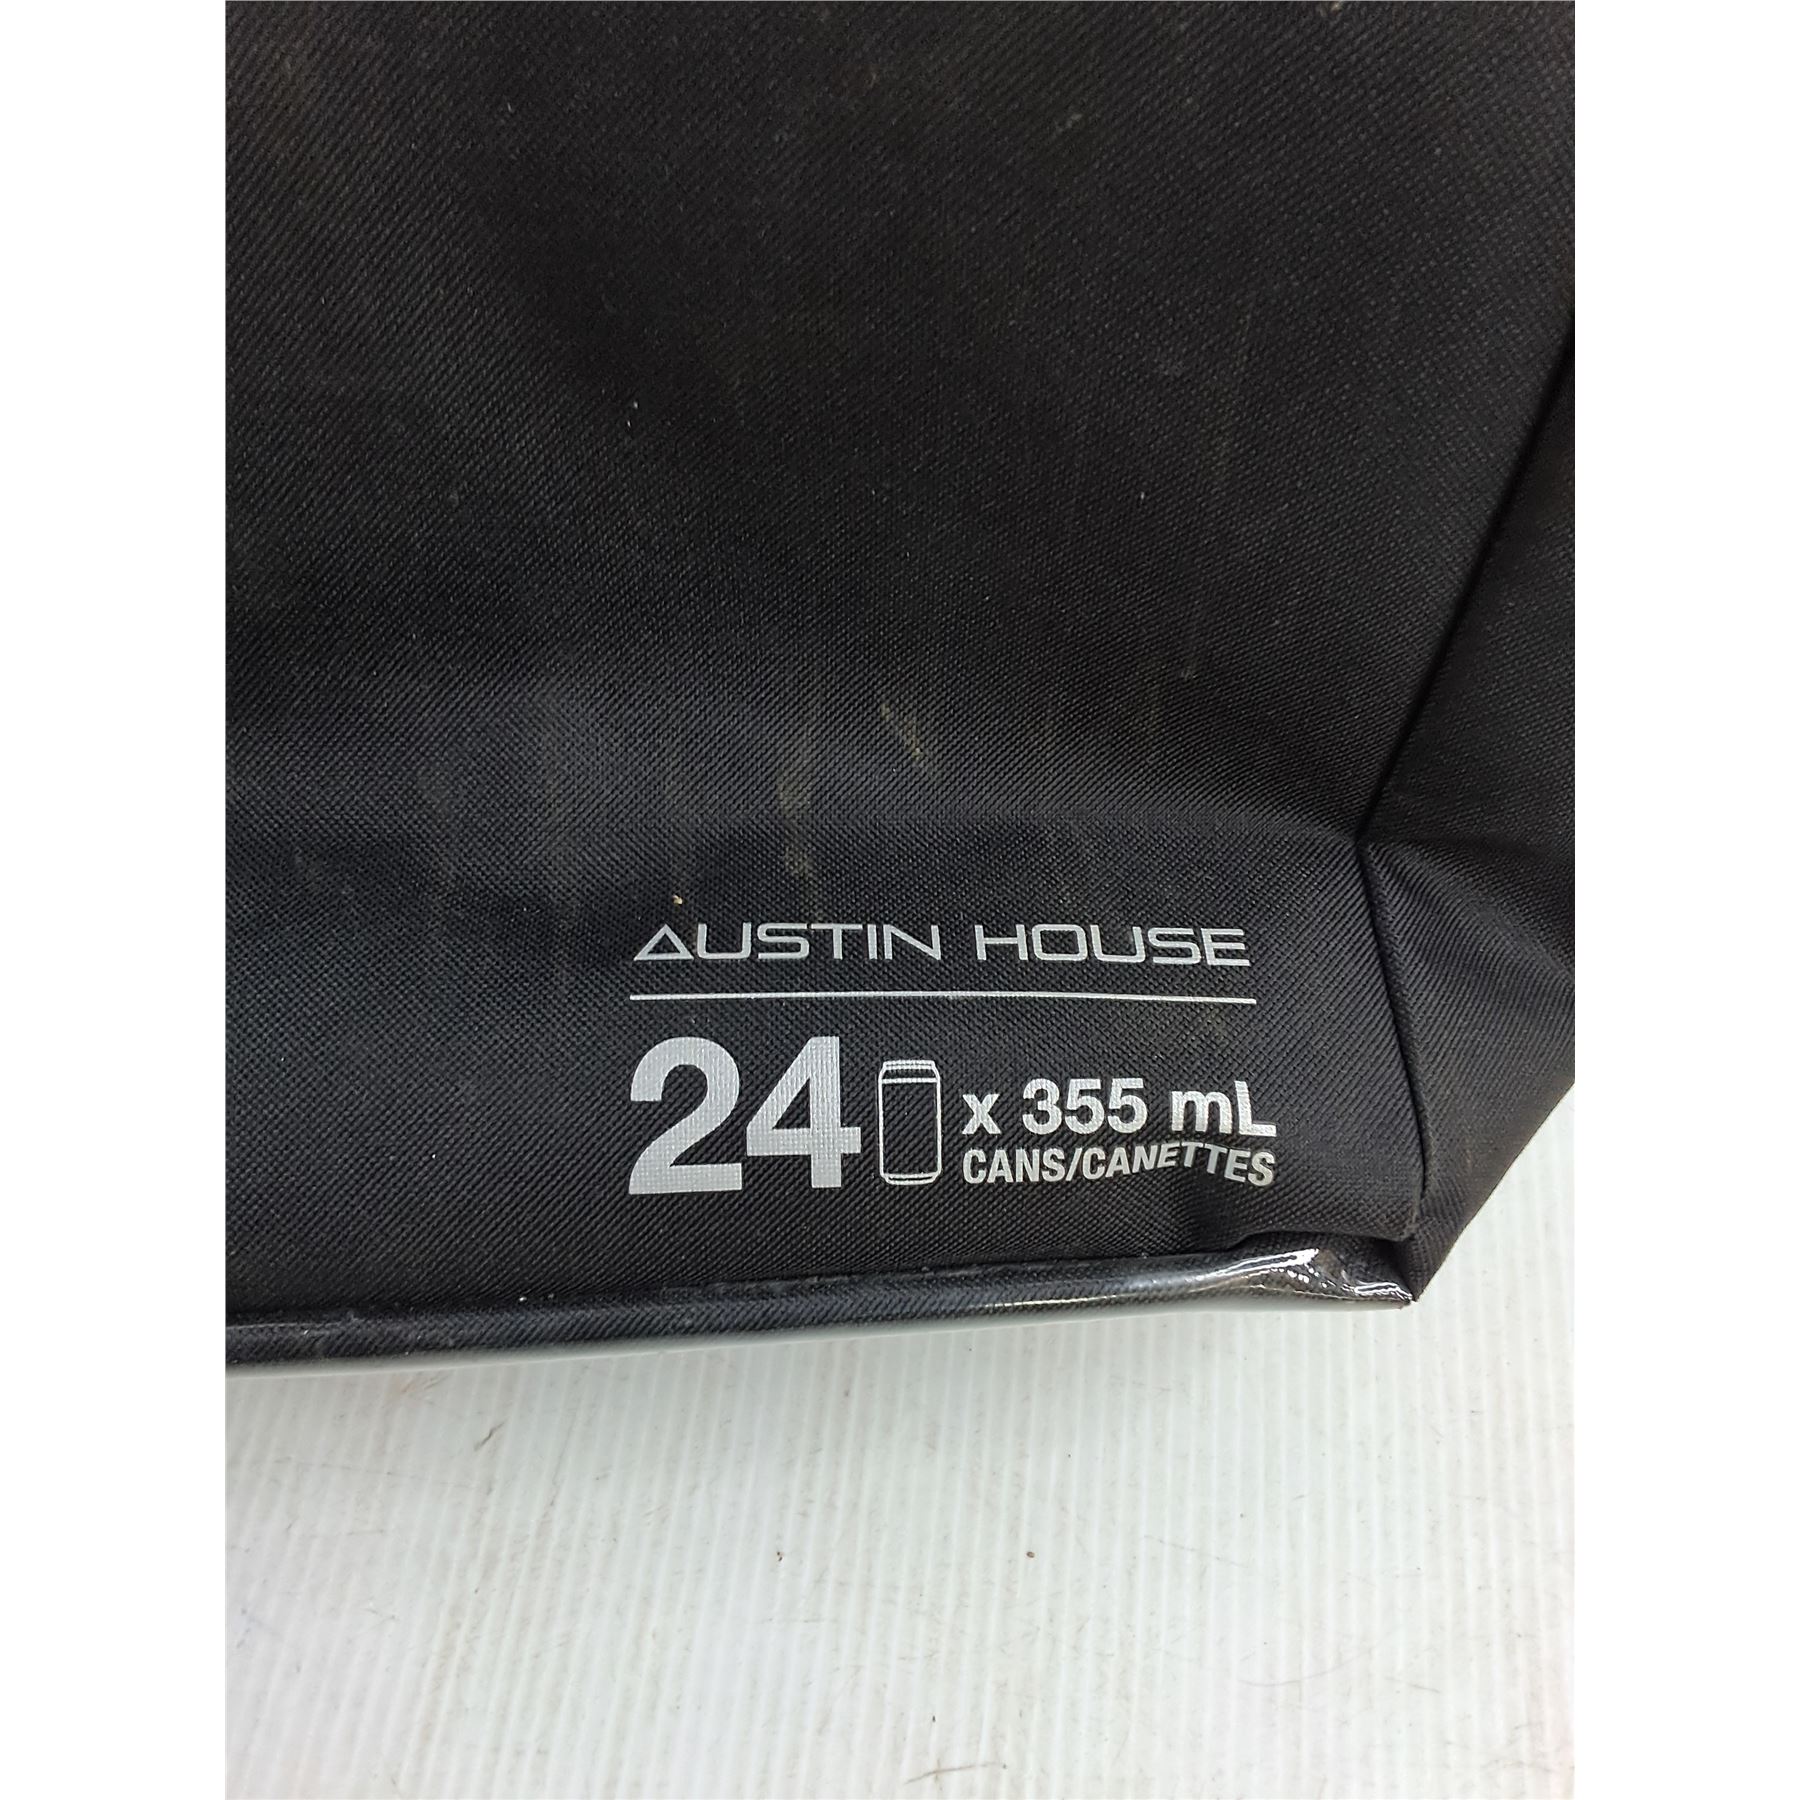 AUSTIN HOUSE
24 x 355 mL
CANS/CANETTES